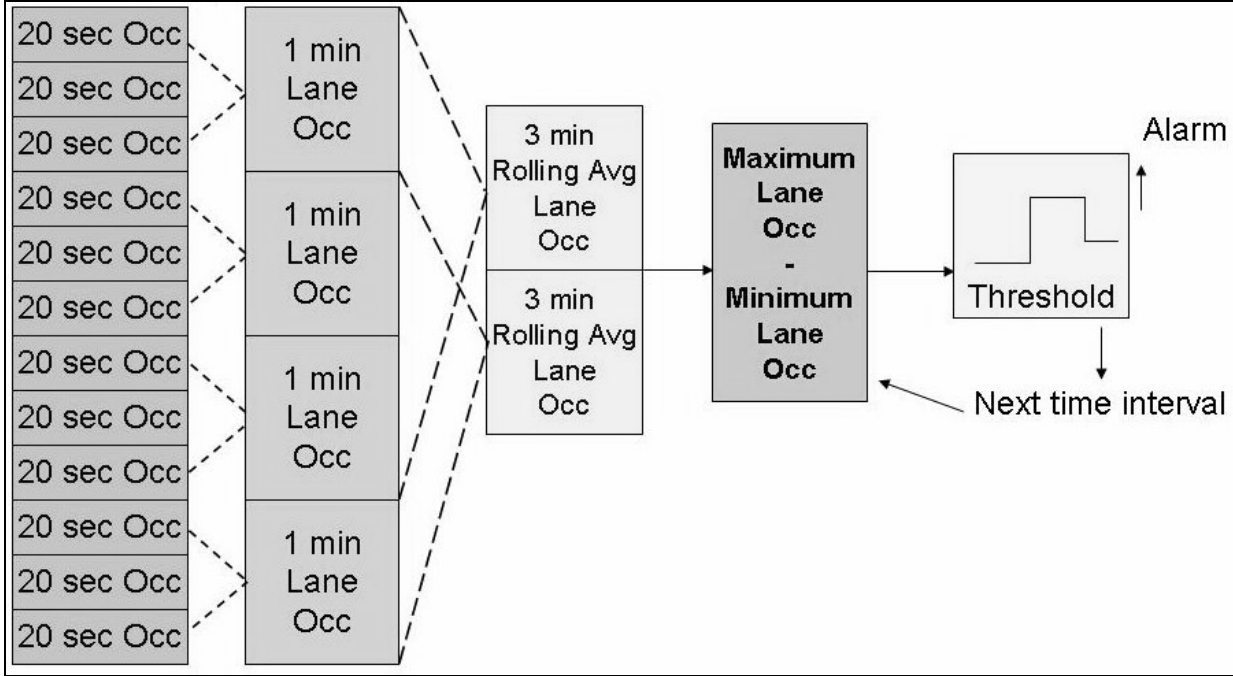 20 sec Occ
20 sec Occ
20 sec Occ
20 sec Occ
20 sec Occ
20 sec Occ
20 sec Occ
20 sec Occ
20 sec Occ
20 sec Occ
20 sec Occ
20 sec Occ
1 min
Lane
Occ
1 min
Lane
Occ
1 min
Lane
Occ
1 min
Lane
Occ
3 min
Rolling Avg
Lane
Occ
3 min
Rolling Avg
Lane
Occ
Maximum
Lane
Occ
-
Minimum
Lane
Occ
Alarm
Threshold
Next time interval